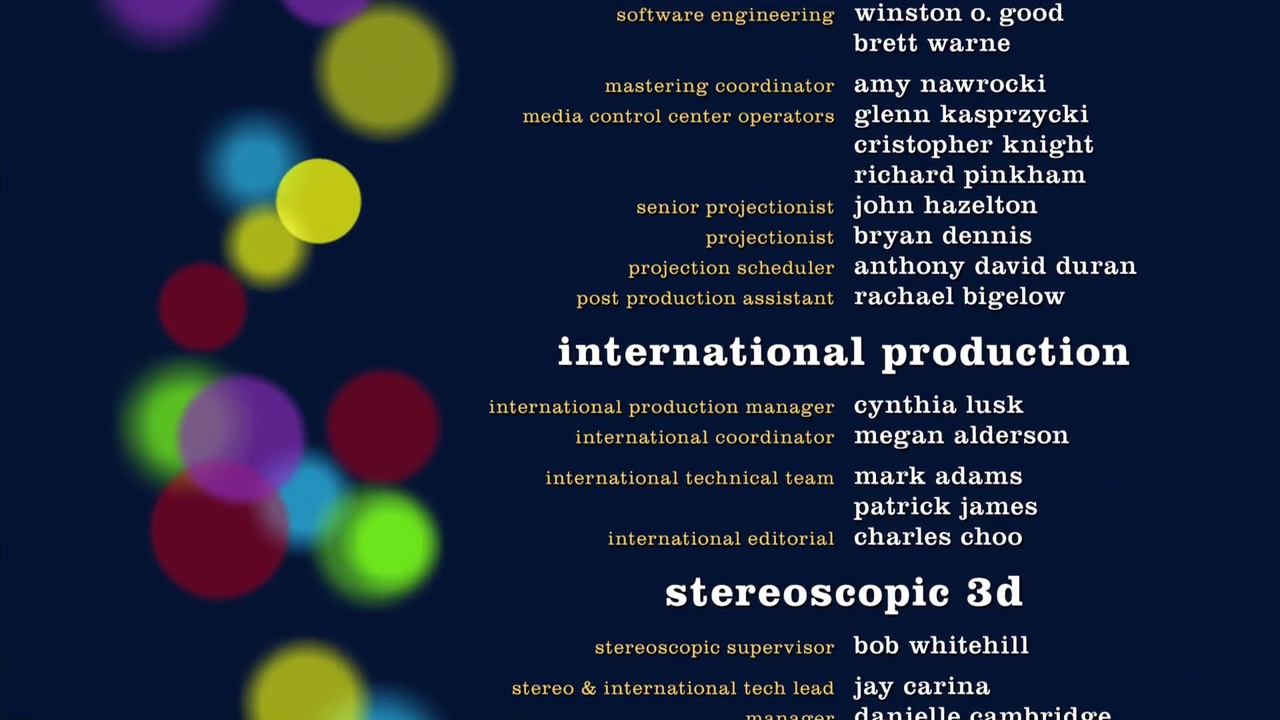 software engineering winston o. good
brett warne
mastering coordinator amy nawrocki
media control center operators glenn kasprzycki
cristopher knight
richard pinkham
senior projectionist john hazelton
projectionist bryan dennis
projection scheduler anthony david duran
post production assistant rachael bigelow
international production
international production manager cynthia lusk
international coordinator megan alderson
international technical team mark adams
patrick james
international editorial charles choo
stereoscopic 3d
stereoscopic supervisor bob whitehill
stereo & international tech lead jay carina
manager danielle cambridge